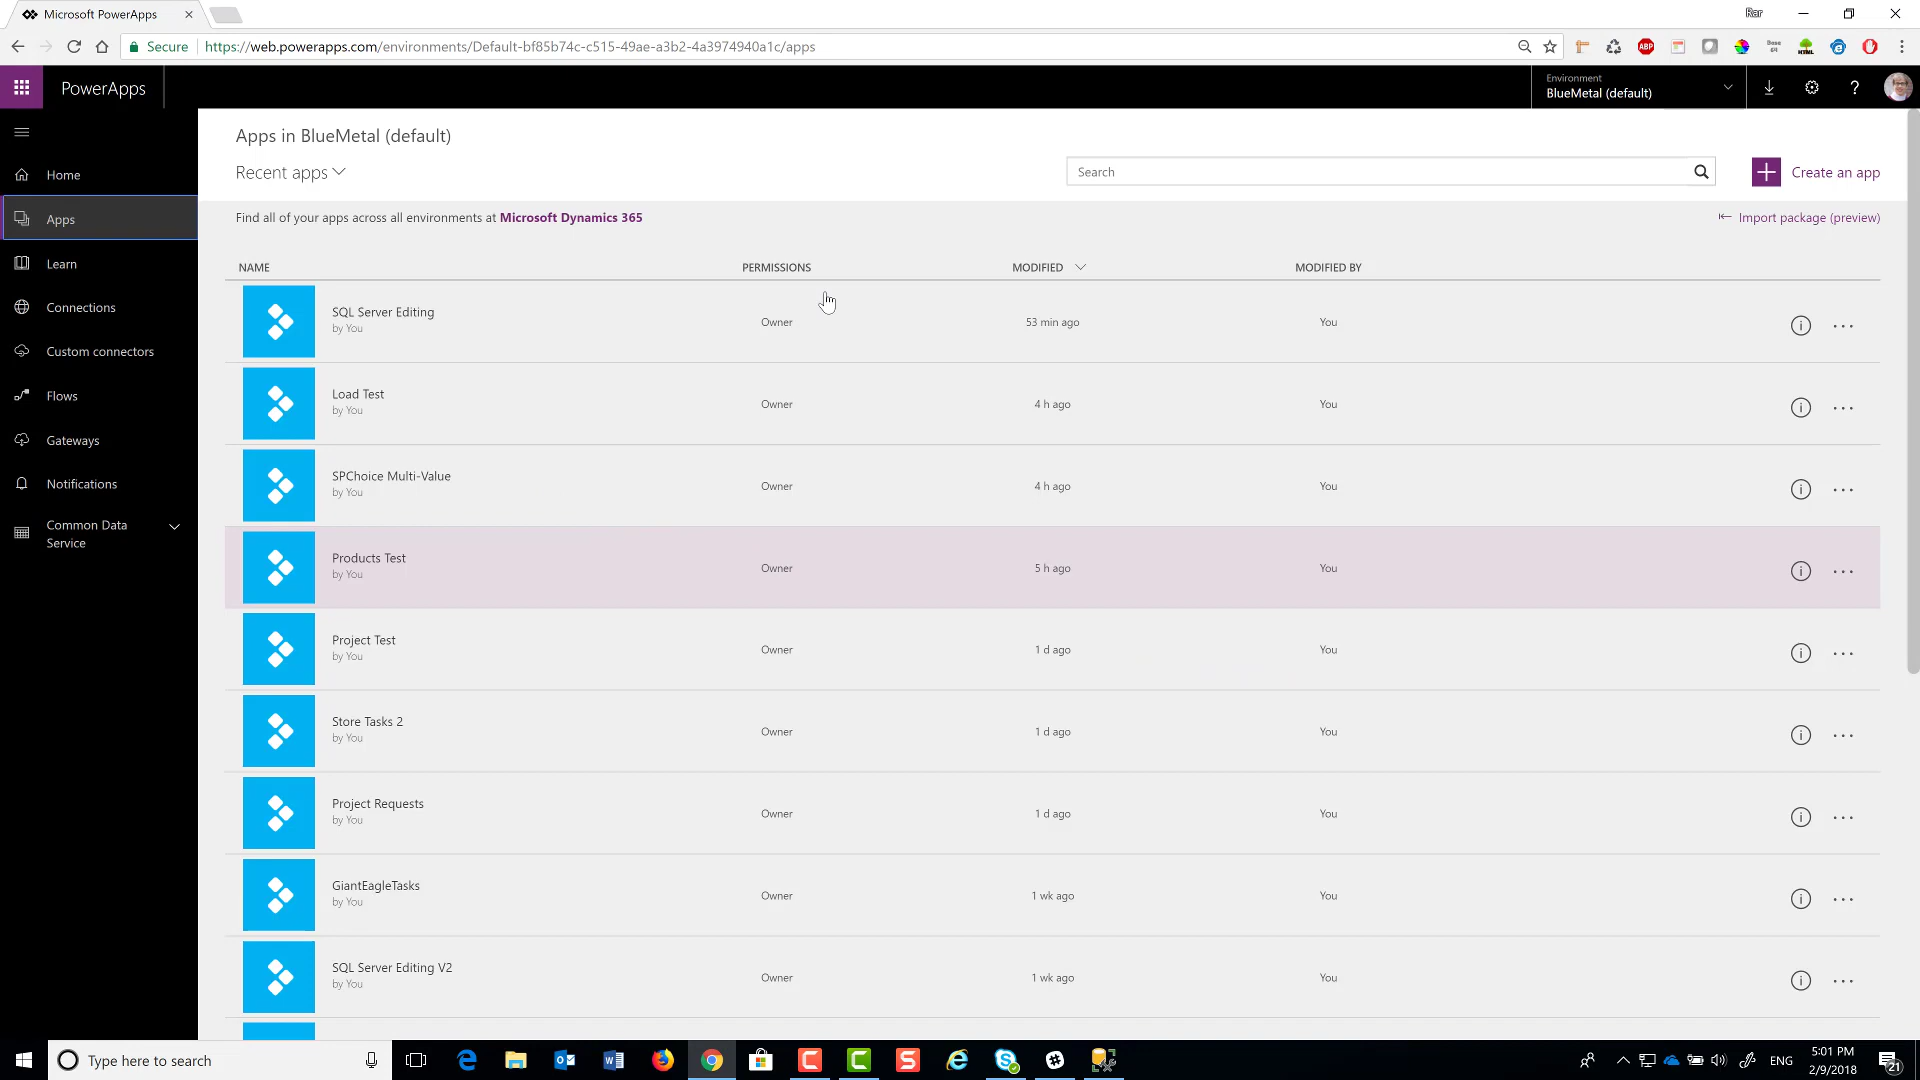 Microsoft PowerApps
Rar
Secure
https://web.powerapps.com/environments/Default-bf85b74c-c515-49ae-a3b2-4a3974940a1c/apps
ABP
PowerApps
Environment
BlueMetal (default)
?
Home
Apps
Learn
Connections
Custom connectors
Flows
Gateways
Notifications
Common Data
Service
Apps in BlueMetal (default)
Recent apps
Search
Create an app
Find all of your apps across all environments at Microsoft Dynamics 365
Import package (preview)
NAME PERMISSIONS MODIFIED MODIFIED BY
SQL Server Editing
by You
Owner 53 min ago You
Load Test
by You
Owner 4 h ago You
SPChoice Multi-Value
by You
Owner 4 h ago You
Products Test
by You
Owner 5 h ago You
Project Test
by You
Owner 1 d ago You
Store Tasks 2
by You
Owner 1 d ago You
Project Requests
by You
Owner 1 d ago You
GiantEagleTasks
by You
Owner 1 wk ago You
SQL Server Editing V2
by You
Owner 1 wk ago You
Type here to search
ENG
5:01 PM
2/9/2018
21